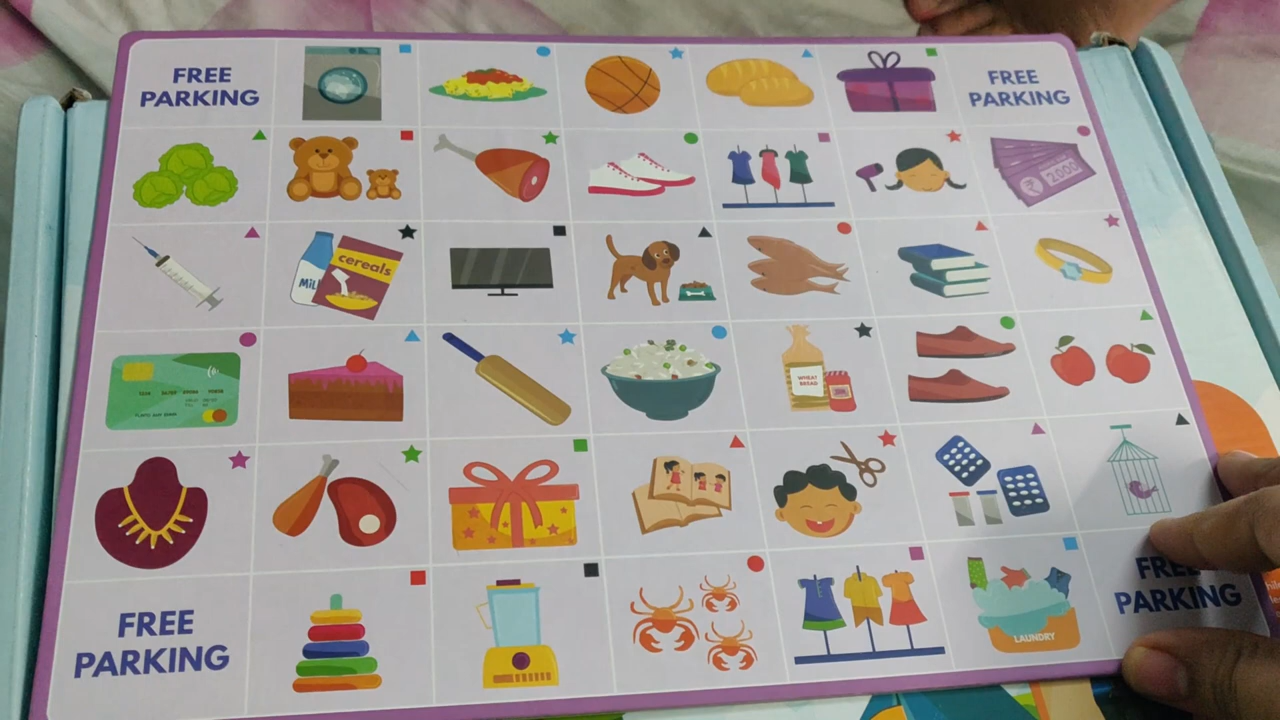 FREE
PARKING
FREE
PARKING
₹
2000
MILK
cereals
WHEAT
BREAD
FREE
PARKING
LAUNDRY
FREE
PARKING